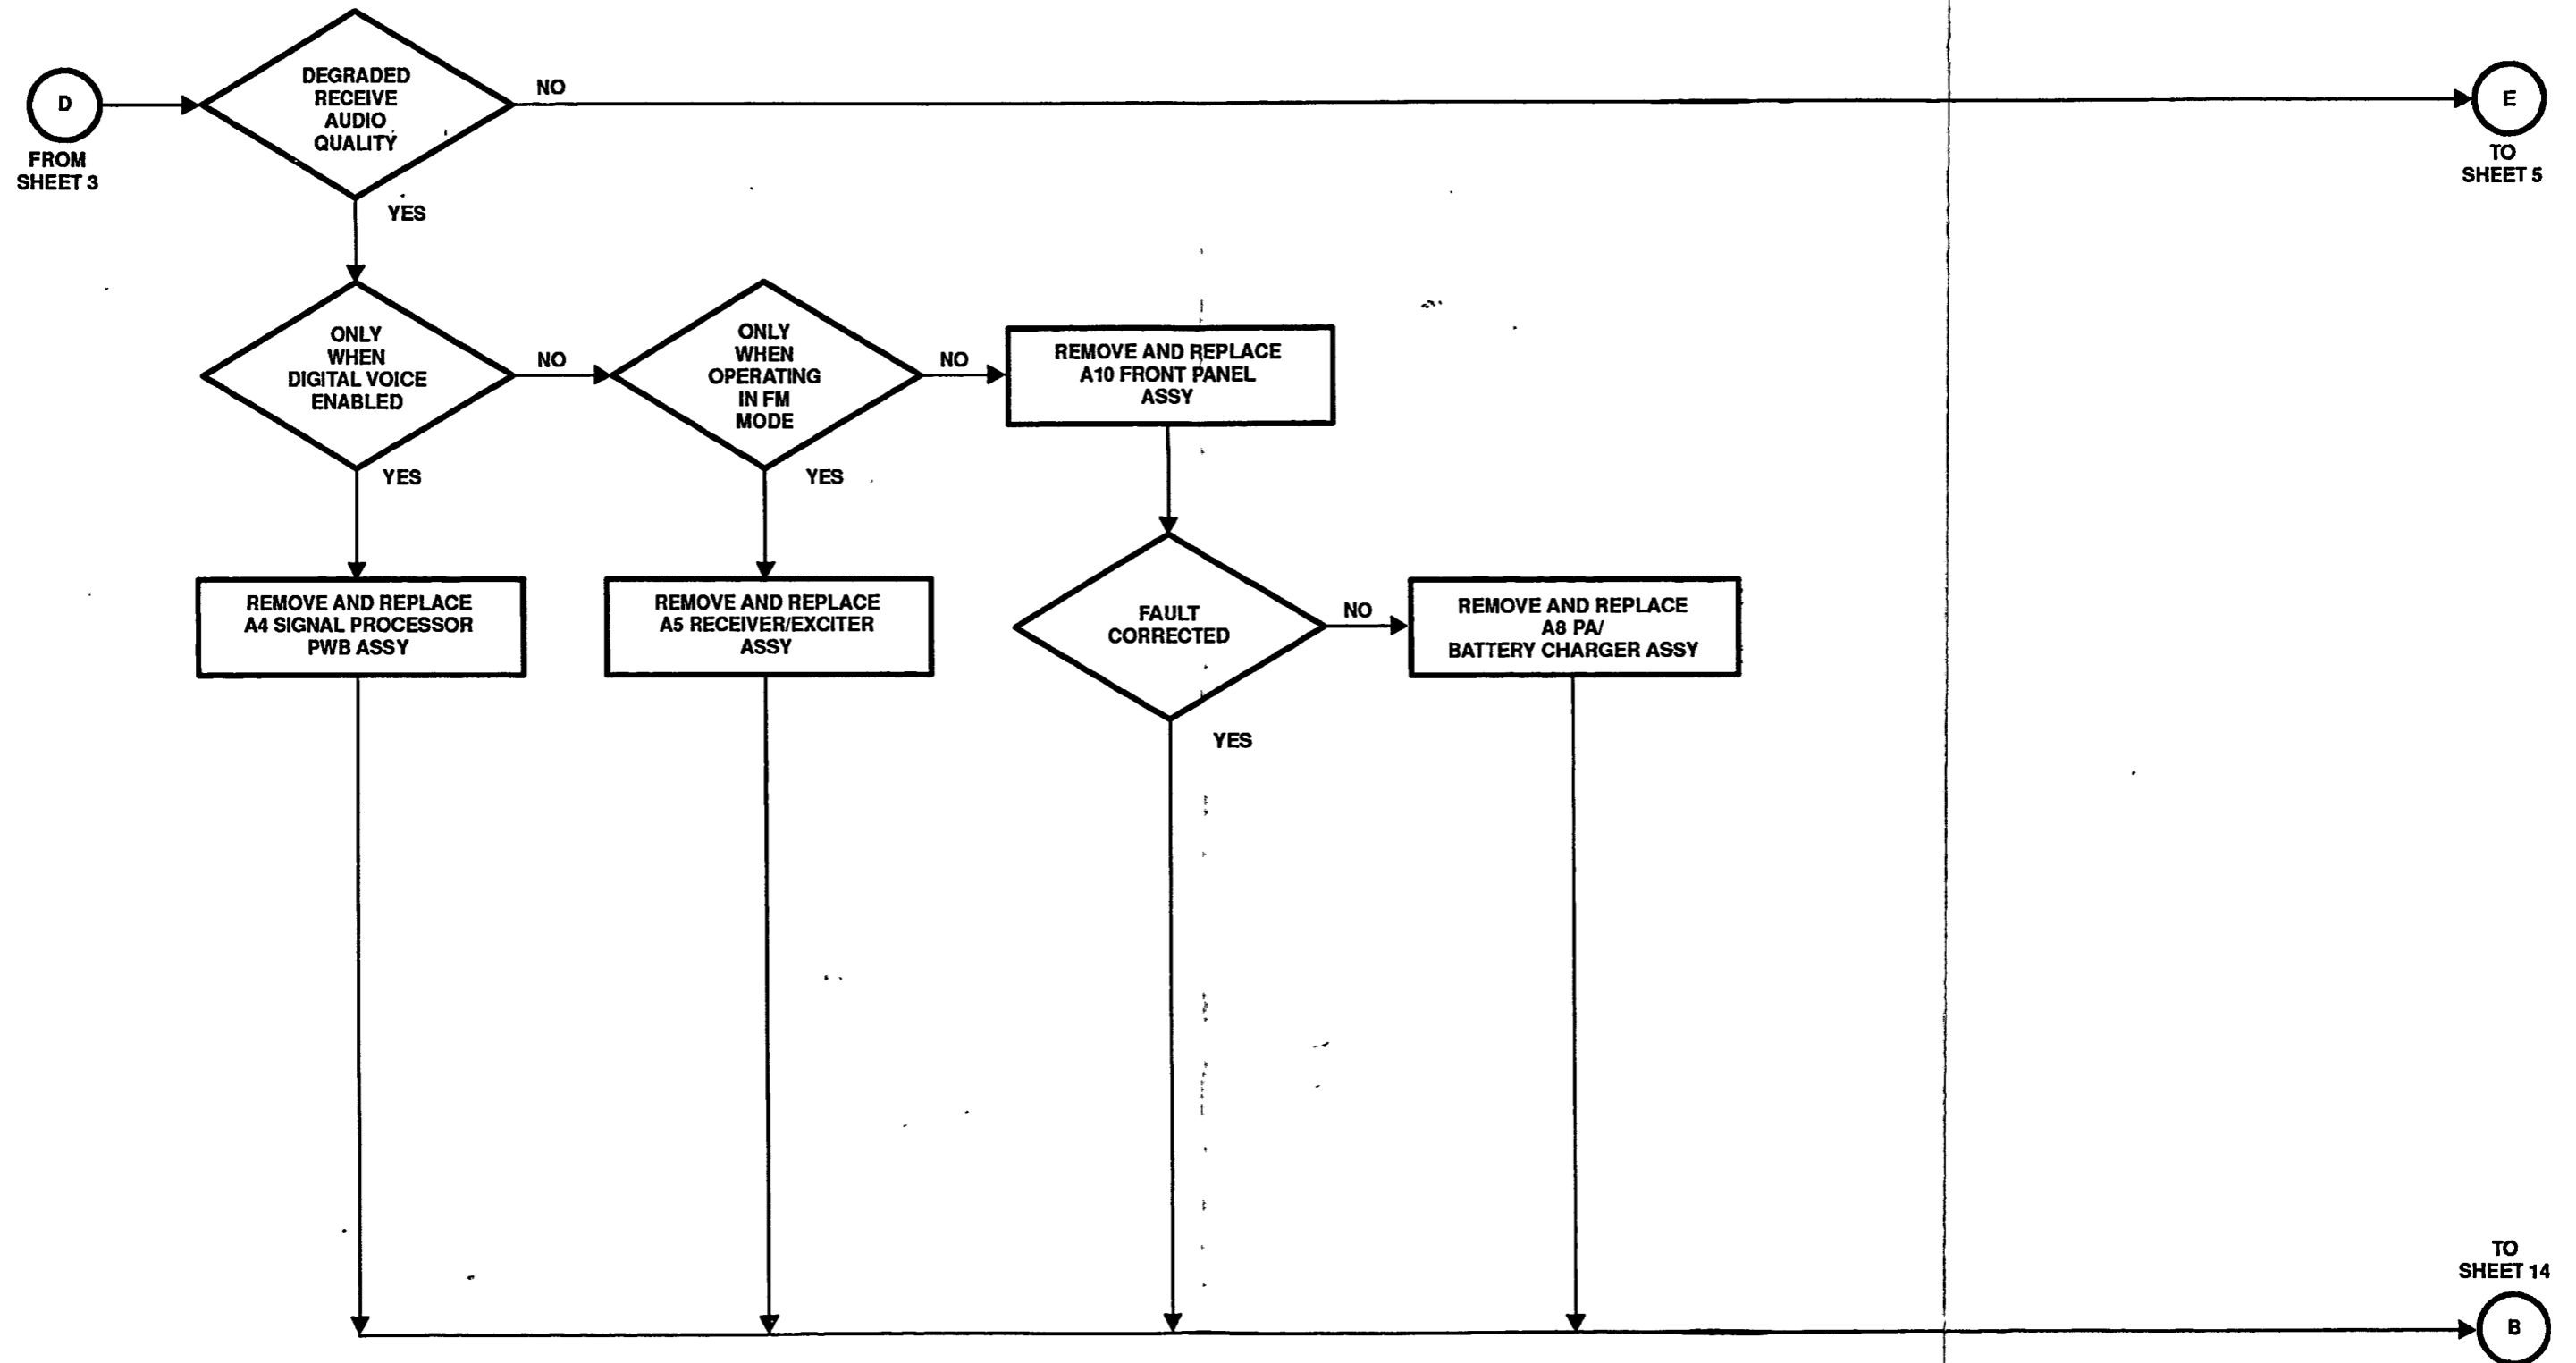 D
FROM
SHEET 3
DEGRADED
RECEIVE
AUDIO
QUALITY
NO
E
TO
SHEET 5
YES
ONLY
WHEN
DIGITAL VOICE
ENABLED
NO
ONLY
WHEN
OPERATING
IN FM
MODE
NO
REMOVE AND REPLACE
A10 FRONT PANEL
ASSY
YES
YES
REMOVE AND REPLACE
A4 SIGNAL PROCESSOR
PWB ASSY
REMOVE AND REPLACE
A5 RECEIVER/EXCITER
ASSY
FAULT
CORRECTED
NO
REMOVE AND REPLACE
A8 PA/
BATTERY CHARGER ASSY
YES
TO
SHEET 14
B